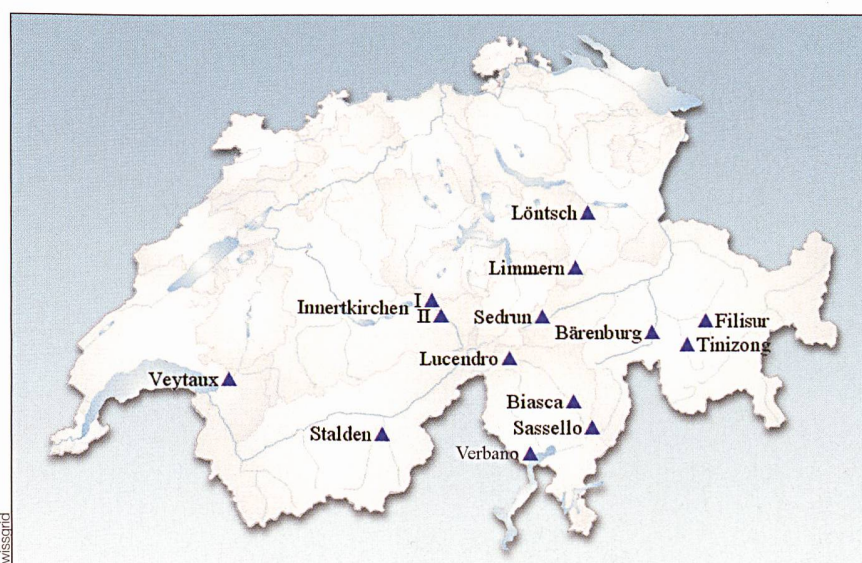 Löntsch
Limmern
Innertkirchen I
II
Sedrun
Bärenburg
Filisur
Tinizong
Lucendro
Veytaux
Biasca
Sassello
Stalden
Verbano
wissgrid